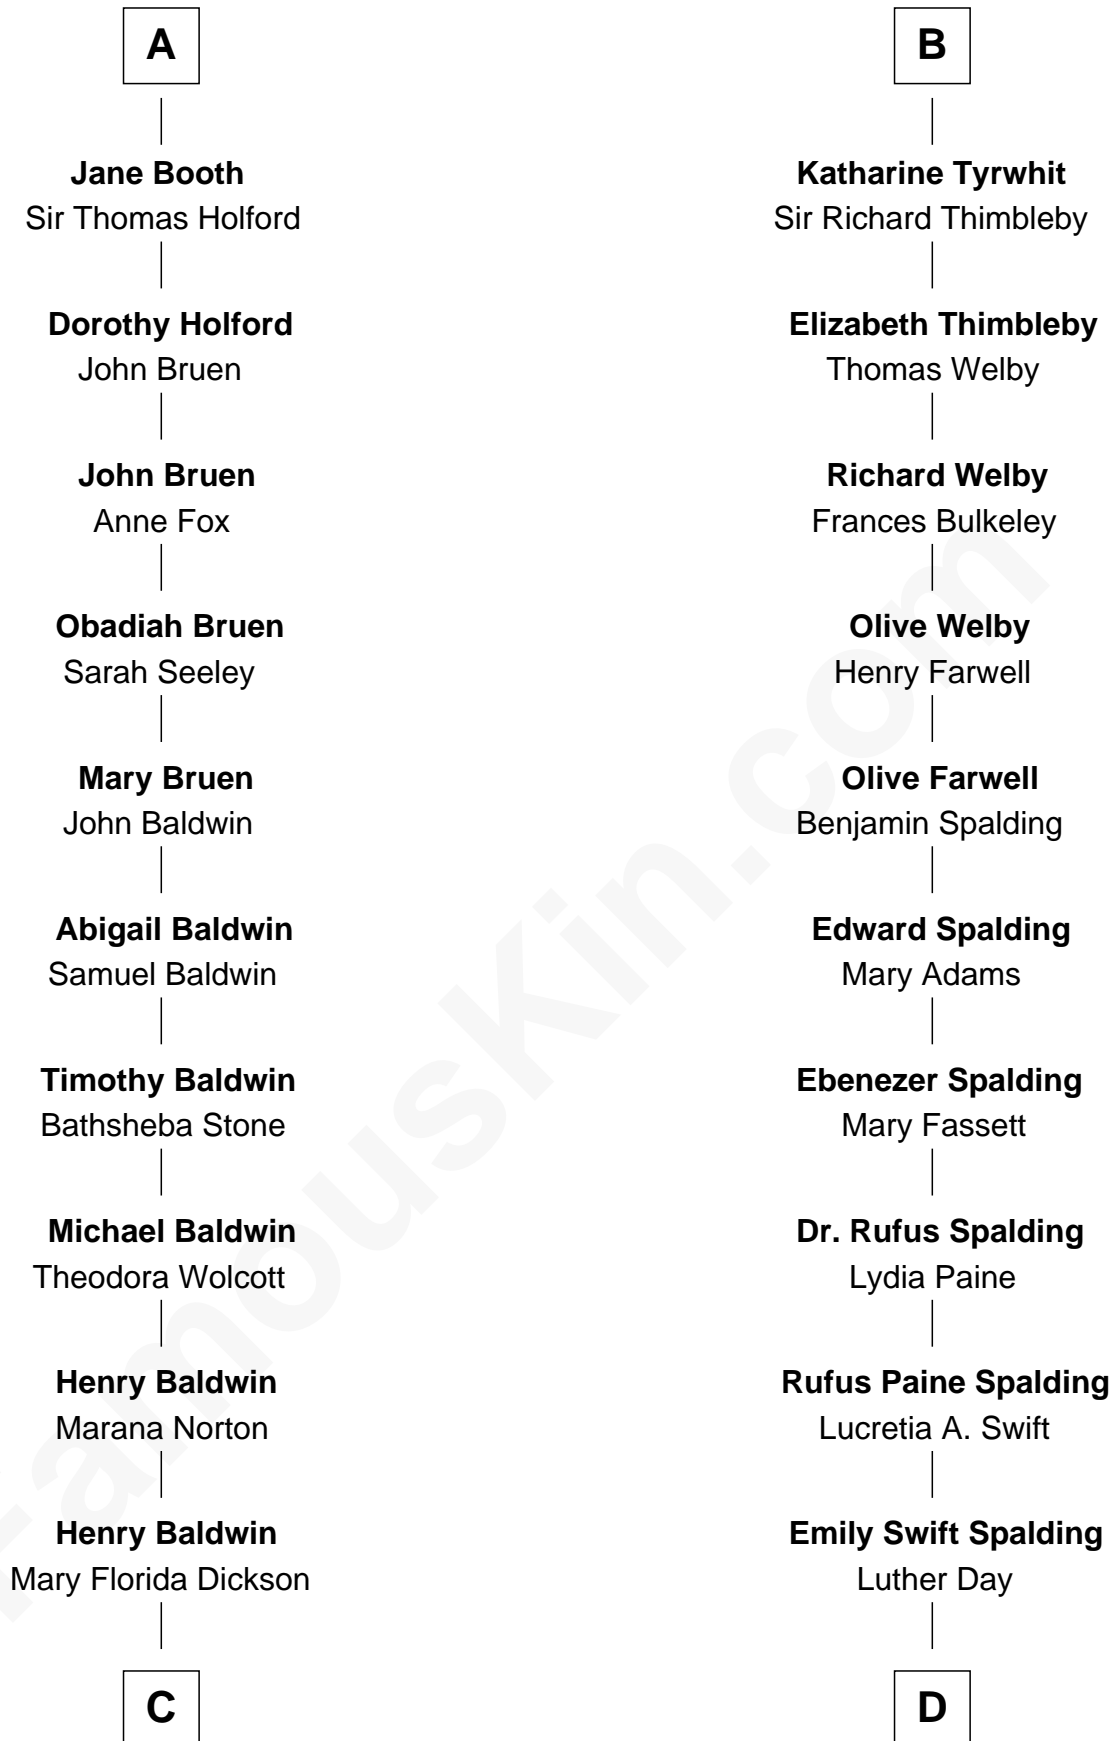 A
Jane Booth
Sir Thomas Holford
Dorothy Holford
John Bruen
John Bruen
Anne Fox
Obadiah Bruen
Sarah Seeley
Mary Bruen
John Baldwin
Abigail Baldwin
Samuel Baldwin
Timothy Baldwin
Bathsheba Stone
Michael Baldwin
Theodora Wolcott
Henry Baldwin
Marana Norton
Henry Baldwin
Mary Florida Dickson
C
B
Katharine Tyrwhit
Sir Richard Thimbleby
Elizabeth Thimbleby
Thomas Welby
Richard Welby
Frances Bulkeley
Olive Welby
Henry Farwell
Olive Farwell
Benjamin Spalding
Edward Spalding
Mary Adams
Ebenezer Spalding
Mary Fassett
Dr. Rufus Spalding
Lydia Paine
Rufus Paine Spalding
Lucretia A. Swift
Emily Swift Spalding
Luther Day
D
FamousKin.com